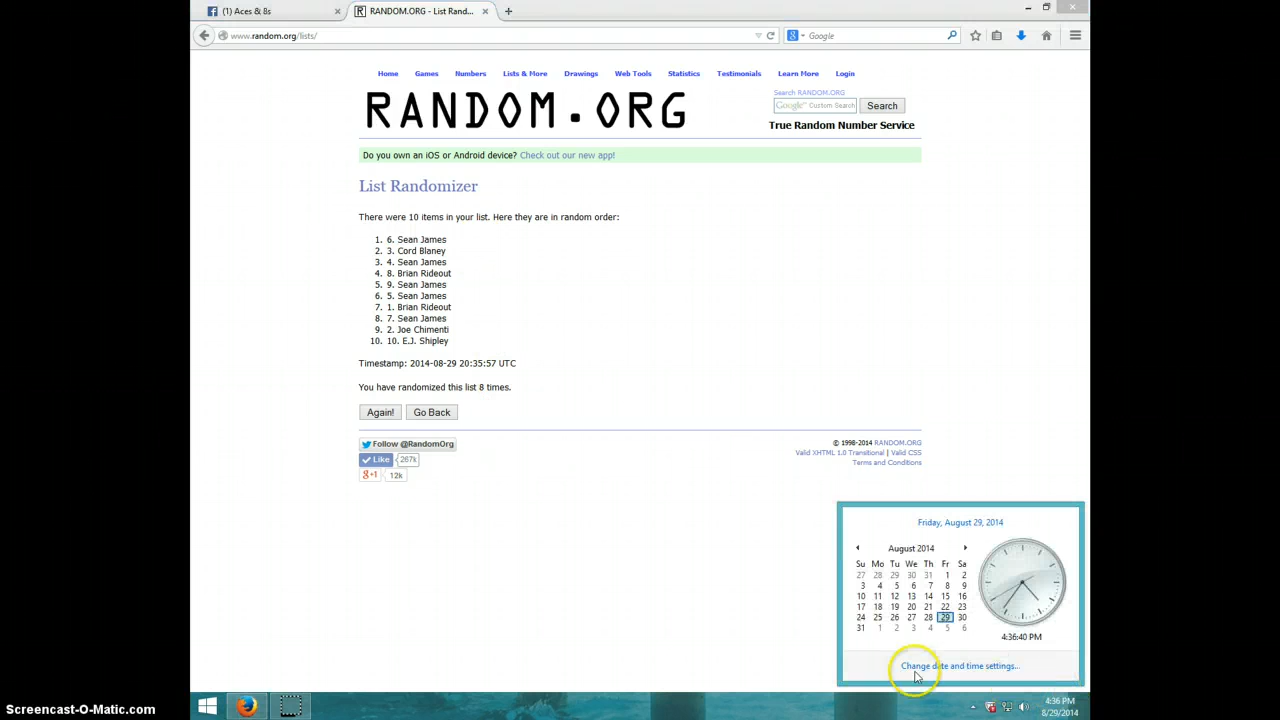 (1) Aces & 8s
RANDOM.ORG - List Rand...
www.random.org/lists/
Google
Home Games Numbers Lists & More Drawings Web Tools Statistics Testimonials Learn More Login
RANDOM.ORG
Search RANDOM.ORG
Google™ Custom Search Search
True Random Number Service
Do you own an iOS or Android device? Check out our new app!
List Randomizer
There were 10 items in your list. Here they are in random order:
1. 6. Sean James
2. 3. Cord Blaney
3. 4. Sean James
4. 8. Brian Rideout
5. 9. Sean James
6. 5. Sean James
7. 1. Brian Rideout
8. 7. Sean James
9. 2. Joe Chimenti
10. 10. E.J. Shipley
Timestamp: 2014-08-29 20:35:57 UTC
You have randomized this list 8 times.
Again! Go Back
Follow @RandomOrg
Like 267k
g+1 12k
© 1998-2014 RANDOM.ORG
Valid XHTML 1.0 Transitional | Valid CSS
Terms and Conditions
Friday, August 29, 2014
August 2014
Su Mo Tu We Th Fr Sa
27 28 29 30 31 1 2
3 4 5 6 7 8 9
10 11 12 13 14 15 16
17 18 19 20 21 22 23
24 25 26 27 28 29 30
31 1 2 3 4 5 6
4:36:40 PM
Change date and time settings...
4:36 PM
8/29/2014
Screencast-O-Matic.com